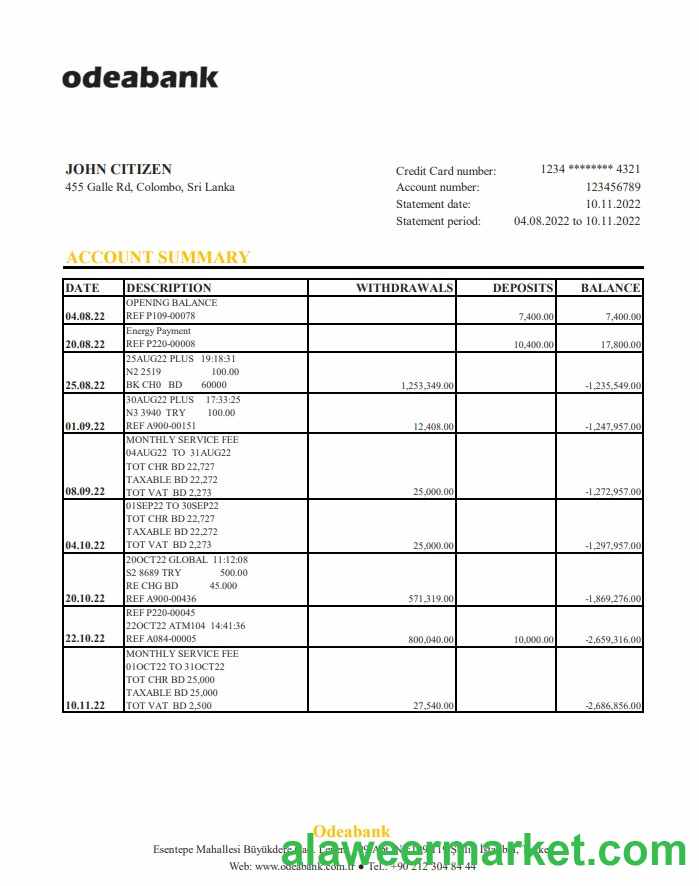 odeabank
JOHN CITIZEN
455 Galle Rd, Colombo, Sri Lanka
Credit Card number: 1234 ******** 4321
Account number: 123456789
Statement date: 10.11.2022
Statement period: 04.08.2022 to 10.11.2022
ACCOUNT SUMMARY
DATE DESCRIPTION WITHDRAWALS DEPOSITS BALANCE
OPENING BALANCE
04.08.22 REF P109-00078 7,400.00 7,400.00
Energy Payment
20.08.22 REF P220-00008 10,400.00 17,800.00
25AUG22 PLUS 19:18:31
N2 2519 100.00
25.08.22 BK CH0 BD 60000 1,253,349.00 -1,235,549.00
30AUG22 PLUS 17:33:25
N3 3940 TRY 100.00
01.09.22 REF A900-00151 12,408.00 -1,247,957.00
MONTHLY SERVICE FEE
04AUG22 TO 31AUG22
TOT CHR BD 22,727
TAXABLE BD 22,272
08.09.22 TOT VAT BD 2,273 25,000.00 -1,272,957.00
01SEP22 TO 30SEP22
TOT CHR BD 22,727
TAXABLE BD 22,272
04.10.22 TOT VAT BD 2,273 25,000.00 -1,297,957.00
20OCT22 GLOBAL 11:12:08
S2 8689 TRY 500.00
RE CHG BD 45.000
20.10.22 REF A900-00436 571,319.00 -1,869,276.00
REF P220-00045
22OCT22 ATM104 14:41:36
22.10.22 REF A084-00005 800,040.00 10,000.00 -2,659,316.00
MONTHLY SERVICE FEE
01OCT22 TO 31OCT22
TOT CHR BD 25,000
TAXABLE BD 25,000
10.11.22 TOT VAT BD 2,500 27,540.00 -2,686,856.00
Odeabank
Esentepe Mahallesi
alaweermarket.com
Web: www.odeabank.com.tr ● Tel.: +90 212 304 84 44